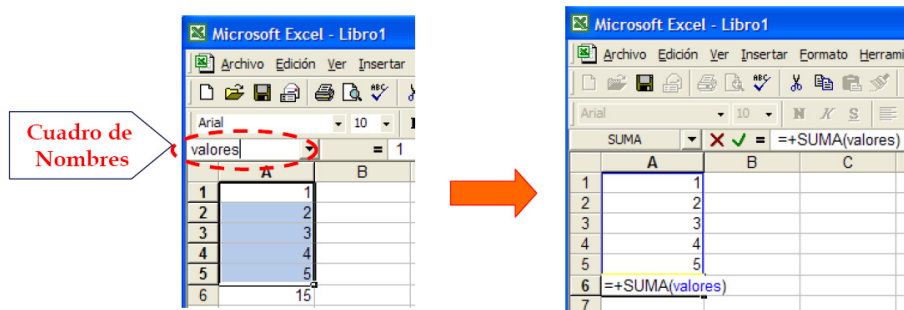 Microsoft Excel - Libro1
Archivo Edición Ver Insertar
Arial 10
valores = 1
Cuadro de
Nombres
A B
1 1
2 2
3 3
4 4
5 5
6 15
Microsoft Excel - Libro1
Archivo Edición Ver Insertar Formato Herrami
Arial 10 N K S
SUMA = =+SUMA(valores)
A B C
1 1
2 2
3 3
4 4
5 5
6 =+SUMA(valores)
7